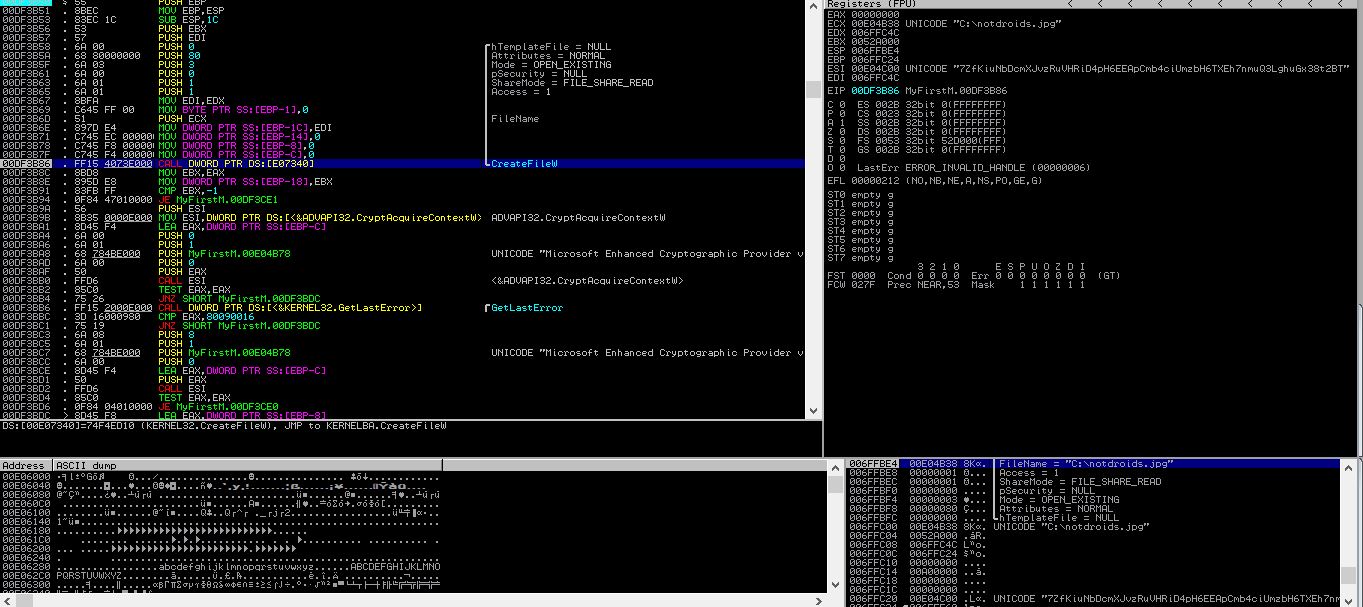 Registers (FPU)
00DF3B50 $ 55 PUSH EBP
00DF3B51 . 8BEC MOV EBP,ESP
00DF3B53 . 83EC 1C SUB ESP,1C
00DF3B56 . 53 PUSH EBX
00DF3B57 . 57 PUSH EDI
00DF3B58 . 6A 00 PUSH 0 hTemplateFile = NULL
00DF3B5A . 68 80000000 PUSH 80 Attributes = NORMAL
00DF3B5F . 6A 03 PUSH 3 Mode = OPEN_EXISTING
00DF3B61 . 6A 00 PUSH 0 pSecurity = NULL
00DF3B63 . 6A 01 PUSH 1 ShareMode = FILE_SHARE_READ
00DF3B65 . 6A 01 PUSH 1 Access = 1
00DF3B67 . 8BFA MOV EDI,EDX
00DF3B69 . C645 FF 00 MOV BYTE PTR SS:[EBP-1],0
00DF3B6D . 51 PUSH ECX FileName
00DF3B6E . 897D E4 MOV DWORD PTR SS:[EBP-1C],EDI
00DF3B71 . C745 EC 00000 MOV DWORD PTR SS:[EBP-14],0
00DF3B78 . C745 F8 00000 MOV DWORD PTR SS:[EBP-8],0
00DF3B7F . C745 F4 00000 MOV DWORD PTR SS:[EBP-C],0
00DF3B86 . FF15 4073E000 CALL DWORD PTR DS:[E07340] CreateFileW
00DF3B8C . 8BD8 MOV EBX,EAX
00DF3B8E . 895D E8 MOV DWORD PTR SS:[EBP-18],EBX
00DF3B91 . 83FB FF CMP EBX,-1
00DF3B94 . 0F84 47010000 JE MyFirstM.00DF3CE1
00DF3B9A . 56 PUSH ESI
00DF3B9B . 8B35 0000E000 MOV ESI,DWORD PTR DS:[<&ADVAPI32.CryptAcquireContextW> ADVAPI32.CryptAcquireContextW
00DF3BA1 . 8D45 F4 LEA EAX,DWORD PTR SS:[EBP-C]
00DF3BA4 . 6A 00 PUSH 0
00DF3BA6 . 6A 01 PUSH 1
00DF3BA8 . 68 784BE000 PUSH MyFirstM.00E04B78 UNICODE "Microsoft Enhanced Cryptographic Provider v
00DF3BAD . 6A 00 PUSH 0
00DF3BAF . 50 PUSH EAX
00DF3BB0 . FFD6 CALL ESI <&ADVAPI32.CryptAcquireContextW>
00DF3BB2 . 85C0 TEST EAX,EAX
00DF3BB4 . 75 26 JNZ SHORT MyFirstM.00DF3BDC
00DF3BB6 . FF15 2000E000 CALL DWORD PTR DS:[<&KERNEL32.GetLastError>] GetLastError
00DF3BBC . 3D 16000980 CMP EAX,80090016
00DF3BC1 . 75 19 JNZ SHORT MyFirstM.00DF3BDC
00DF3BC3 . 6A 08 PUSH 8
00DF3BC5 . 6A 01 PUSH 1
00DF3BC7 . 68 784BE000 PUSH MyFirstM.00E04B78 UNICODE "Microsoft Enhanced Cryptographic Provider v
00DF3BCC . 6A 00 PUSH 0
00DF3BCE . 8D45 F4 LEA EAX,DWORD PTR SS:[EBP-C]
00DF3BD1 . 50 PUSH EAX
00DF3BD2 . FFD6 CALL ESI
00DF3BD4 . 85C0 TEST EAX,EAX
00DF3BD6 . 0F84 04010000 JE MyFirstM.00DF3CE0
00DF3BDC > 8D45 F8 LEA EAX,DWORD PTR SS:[EBP-8]
DS:[00E07340]=74F4ED10 (KERNEL32.CreateFileW), JMP to KERNELBA.CreateFileW
EAX 00000000
ECX 00E04B38 UNICODE "C:\notdroids.jpg"
EDX 006FFC4C
EBX 0052A000
ESP 006FFBE4
EBP 006FFC24
ESI 00E04C00 UNICODE "7ZfKiuNbDcmXJvzRuVHRiD4pH6EEApCmb4ciUmzbH6TXEh7nmuQ3LghuGx38t2BT"
EDI 006FFC4C
EIP 00DF3B86 MyFirstM.00DF3B86
C 0 ES 002B 32bit 0(FFFFFFFF)
P 0 CS 0023 32bit 0(FFFFFFFF)
A 1 SS 002B 32bit 0(FFFFFFFF)
Z 0 DS 002B 32bit 0(FFFFFFFF)
S 0 FS 0053 32bit 52D000(FFF)
T 0 GS 002B 32bit 0(FFFFFFFF)
D 0
O 0 LastErr ERROR_INVALID_HANDLE (00000006)
EFL 00000212 (NO,NB,NE,A,NS,PO,GE,G)
ST0 empty g
ST1 empty g
ST2 empty g
ST3 empty g
ST4 empty g
ST5 empty g
ST6 empty g
ST7 empty g
3 2 1 0 E S P U O Z D I
FST 0000 Cond 0 0 0 0 Err 0 0 0 0 0 0 0 0 (GT)
FCW 027F Prec NEAR,53 Mask 1 1 1 1 1 1
Address ASCII dump
00E06000
00E06040
00E06080
00E060C0
00E06100
00E06140
00E06180
00E061C0
00E06200
00E06240
00E06280 abcdefghijklmnopqrstuvwxyz......ABCDEFGHIJKLMNO
00E062C0 PQRSTUVWXYZ
00E06300
006FFBE4 00E04B38 FileName = "C:\notdroids.jpg"
006FFBE8 00000001 Access = 1
006FFBEC 00000001 ShareMode = FILE_SHARE_READ
006FFBF0 00000000 pSecurity = NULL
006FFBF4 00000003 Mode = OPEN_EXISTING
006FFBF8 00000080 Attributes = NORMAL
006FFBFC 00000000 hTemplateFile = NULL
006FFC00 00E04B38 UNICODE "C:\notdroids.jpg"
006FFC04 0052A000
006FFC08 006FFC4C
006FFC0C 006FFC24
006FFC10 00000000
006FFC14 00A00000
006FFC18 00000000
006FFC1C 00000000
006FFC20 00E04C00 UNICODE "7ZfKiuNbDcmXJvzRuVHRiD4pH6EEApCmb4ciUmzbH6TXEh7nm